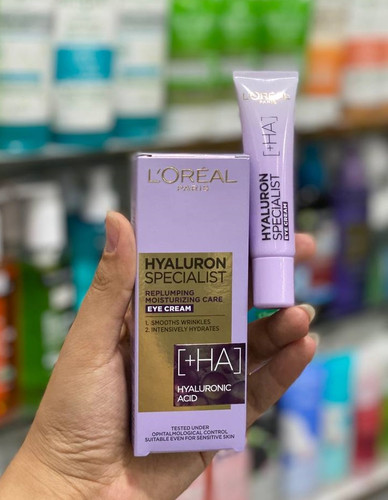 L'ORÉAL
PARIS
HYALURON
SPECIALIST
REPLUMPING
MOISTURIZING CARE
EYE CREAM
1. SMOOTHS WRINKLES
2. INTENSIVELY HYDRATES
[+HA]
HYALURONIC
ACID
TESTED UNDER
OPHTALMOLOGICAL CONTROL
SUITABLE EVEN FOR SENSITIVE SKIN
L'ORÉAL
PARIS
HYALURON
SPECIALIST
EYE CREAM
[+HA]